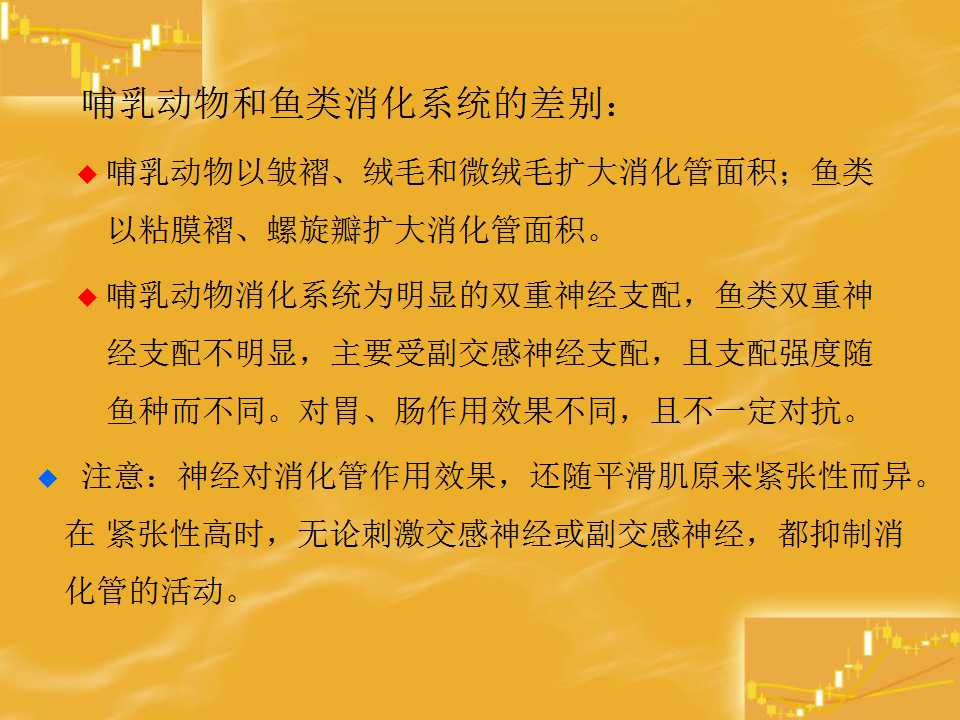 哺乳动物和鱼类消化系统的差别：
哺乳动物以皱褶、绒毛和微绒毛扩大消化管面积；鱼类
以粘膜褶、螺旋瓣扩大消化管面积。
哺乳动物消化系统为明显的双重神经支配，鱼类双重神
经支配不明显，主要受副交感神经支配，且支配强度随
鱼种而不同。对胃、肠作用效果不同，且不一定对抗。
注意：神经对消化管作用效果，还随平滑肌原来紧张性而异。
在 紧张性高时，无论刺激交感神经或副交感神经，都抑制消
化管的活动。